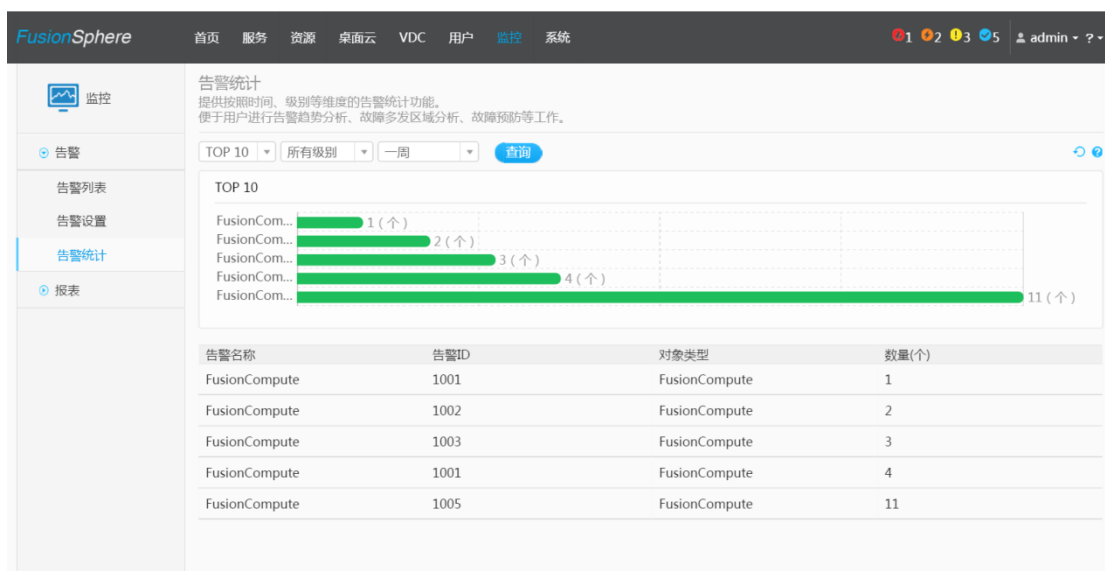 FusionSphere 首页 服务 资源 桌面云 VDC 用户 监控 系统 1 2 3 5 admin ?
监控
告警
告警列表
告警设置
告警统计
报表
告警统计
提供按照时间、级别等维度的告警统计功能。
便于用户进行告警趋势分析、故障多发区域分析、故障预防等工作。
TOP 10 所有级别 一周 查询
TOP 10
FusionCom... 1 ( 个 )
FusionCom... 2 ( 个 )
FusionCom... 3 ( 个 )
FusionCom... 4 ( 个 )
FusionCom... 11 ( 个 )
告警名称 告警ID 对象类型 数量(个)
FusionCompute 1001 FusionCompute 1
FusionCompute 1002 FusionCompute 2
FusionCompute 1003 FusionCompute 3
FusionCompute 1001 FusionCompute 4
FusionCompute 1005 FusionCompute 11